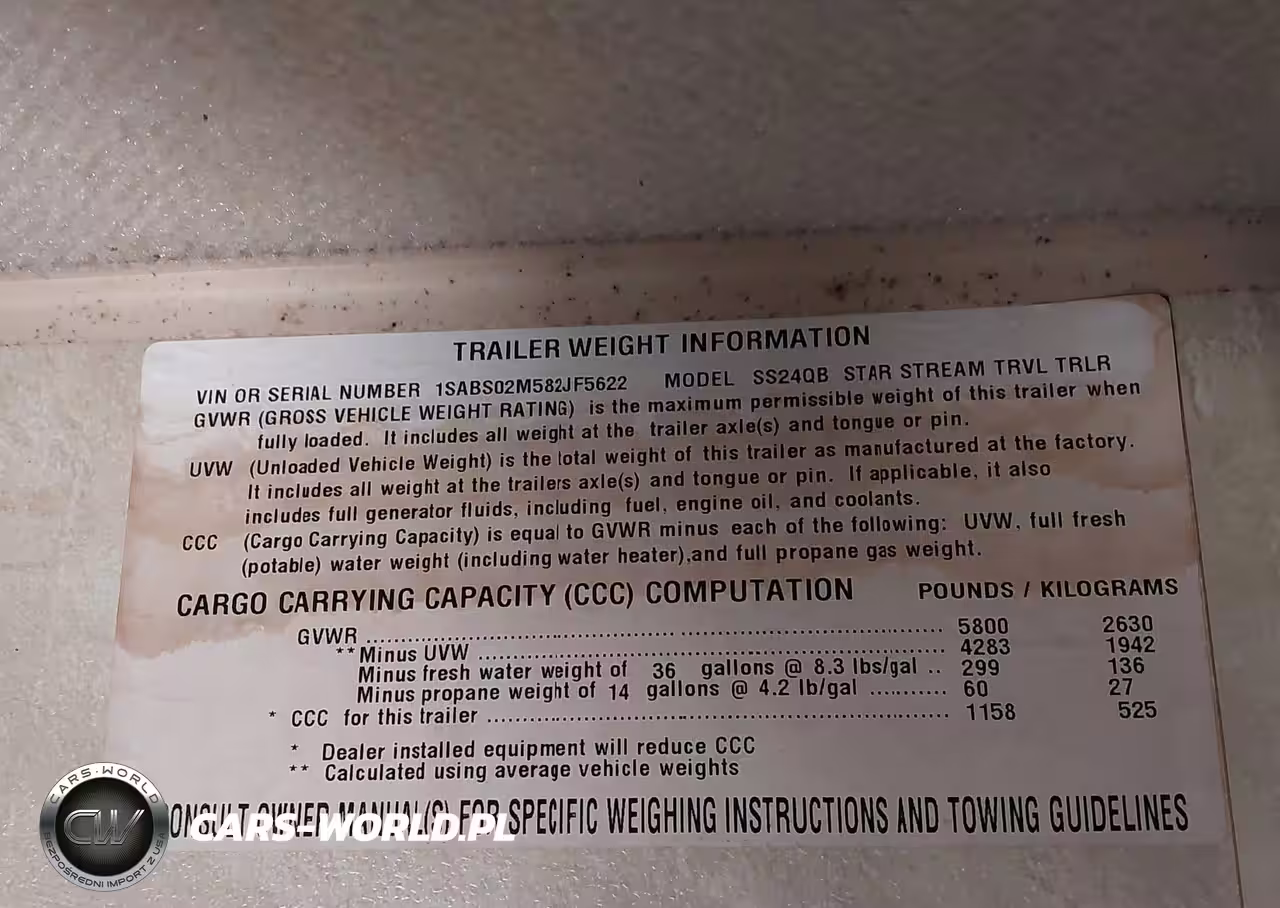 TRAILER WEIGHT INFORMATION
VIN OR SERIAL NUMBER 1SABS02M582JF5622 MODEL SS24QB STAR STREAM TRVL TRLR
GVWR (GROSS VEHICLE WEIGHT RATING) is the maximum permissible weight of this trailer when
fully loaded. It includes all weight at the trailer axle(s) and tongue or pin.
UVW (Unloaded Vehicle Weight) is the total weight of this trailer as manufactured at the factory.
It includes all weight at the trailers axle(s) and tongue or pin. If applicable, it also
includes full generator fluids, including fuel, engine oil, and coolants.
CCC (Cargo Carrying Capacity) is equal to GVWR minus each of the following: UVW, full fresh
(potable) water weight (including water heater),and full propane gas weight.
CARGO CARRYING CAPACITY (CCC) COMPUTATION POUNDS / KILOGRAMS
GVWR ........................................ 5800 2630
**Minus UVW ........................................ 4283 1942
Minus fresh water weight of 36 gallons @ 8.3 lbs/gal .. 299 136
Minus propane weight of 14 gallons @ 4.2 lb/gal .......... 60 27
* CCC for this trailer ........................................ 1158 525
* Dealer installed equipment will reduce CCC
** Calculated using average vehicle weights
ONSULT OWNER MANUAL(S) FOR SPECIFIC WEIGHING INSTRUCTIONS AND TOWING GUIDELINES
CARS-WORLD
CW
BEZPOŚREDNI IMPORT Z USA
CARS-WORLD.PL